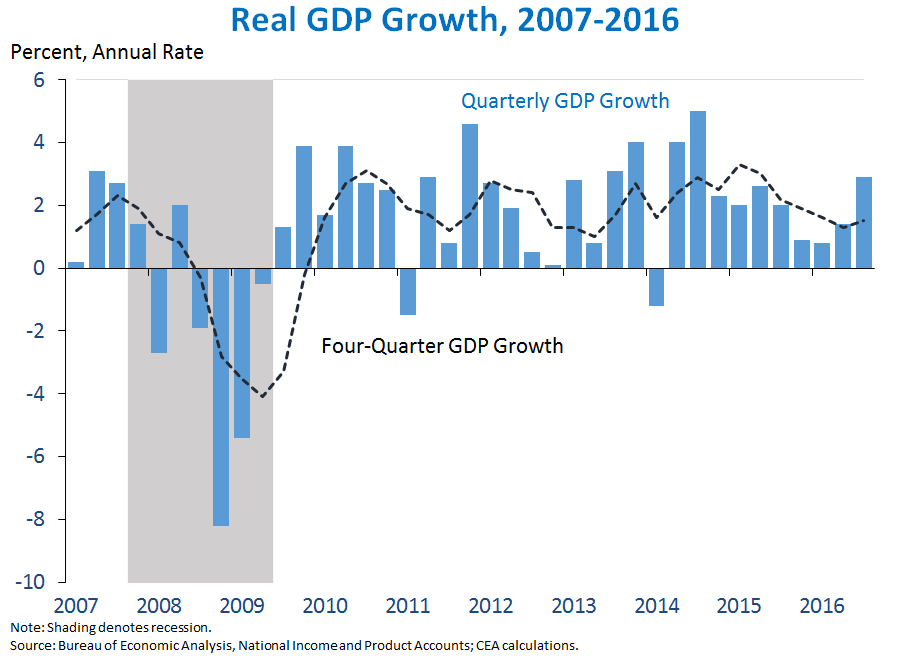 Real GDP Growth, 2007-2016
Percent, Annual Rate
6
Quarterly GDP Growth
4
2
0
-2
Four-Quarter GDP Growth
-4
-6
-8
-10
2007 2008 2009 2010 2011 2012 2013 2014 2015 2016
Note: Shading denotes recession.
Source: Bureau of Economic Analysis, National Income and Product Accounts; CEA calculations.